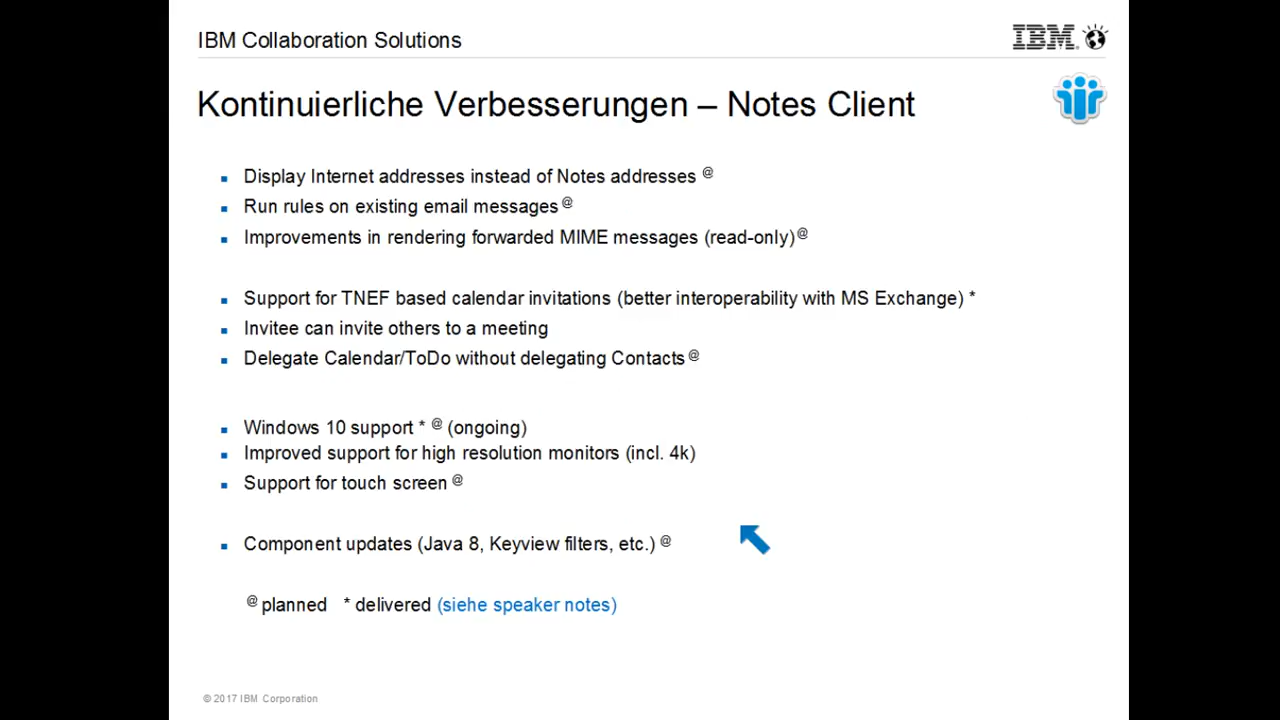 IBM Collaboration Solutions
IBM®
Kontinuierliche Verbesserungen – Notes Client
▪ Display Internet addresses instead of Notes addresses @
▪ Run rules on existing email messages @
▪ Improvements in rendering forwarded MIME messages (read-only) @
▪ Support for TNEF based calendar invitations (better interoperability with MS Exchange) *
▪ Invitee can invite others to a meeting
▪ Delegate Calendar/ToDo without delegating Contacts @
▪ Windows 10 support * @ (ongoing)
▪ Improved support for high resolution monitors (incl. 4k)
▪ Support for touch screen @
▪ Component updates (Java 8, Keyview filters, etc.) @
@ planned * delivered (siehe speaker notes)
© 2017 IBM Corporation